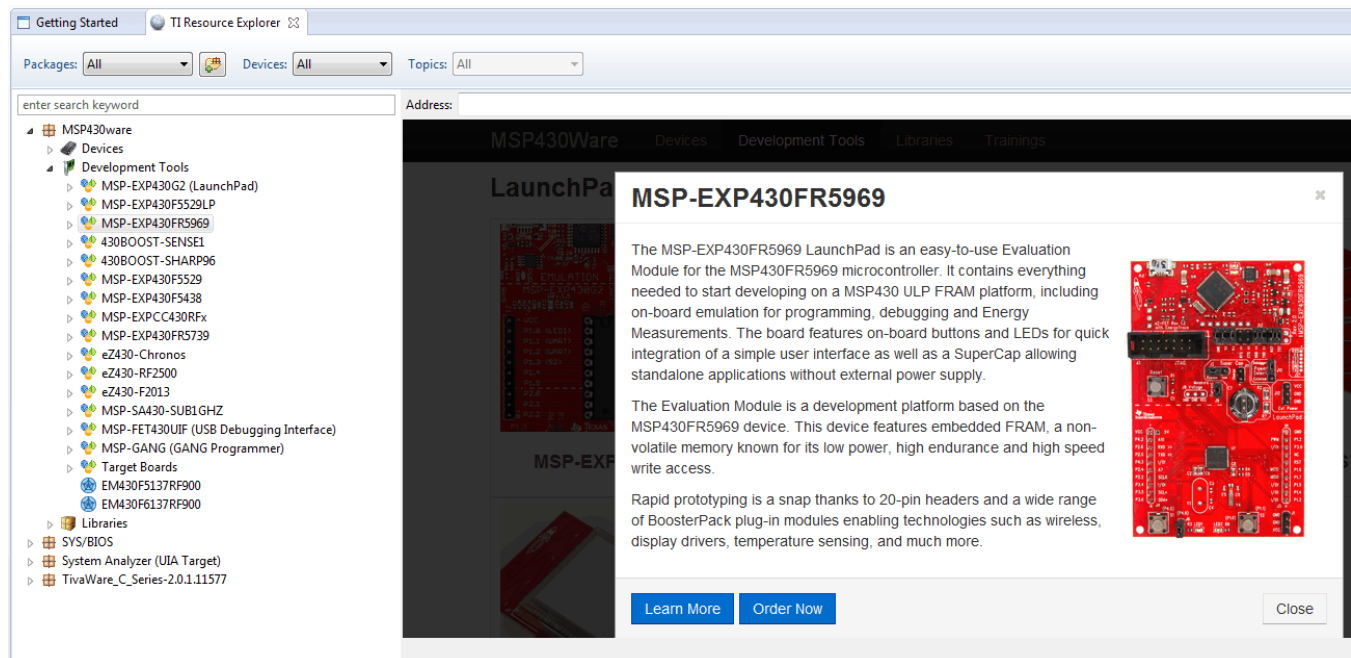 Getting Started
TI Resource Explorer
Packages: All
Devices: All
Topics: All
enter search keyword
Address:
MSP430ware
Devices
Development Tools
MSP-EXP430G2 (LaunchPad)
MSP-EXP430F5529LP
MSP-EXP430FR5969
430BOOST-SENSE1
430BOOST-SHARP96
MSP-EXP430F5529
MSP-EXP430F5438
MSP-EXPCC430RFx
MSP-EXP430FR5739
eZ430-Chronos
eZ430-RF2500
eZ430-F2013
MSP-SA430-SUB1GHZ
MSP-FET430UIF (USB Debugging Interface)
MSP-GANG (GANG Programmer)
Target Boards
EM430F5137RF900
EM430F6137RF900
Libraries
SYS/BIOS
System Analyzer (UIA Target)
TivaWare_C_Series-2.0.1.11577
MSP430Ware Devices Development Tools Libraries Trainings
LaunchPa
EMULATION
MSP-EXP
MSP-EXP430FR5969
The MSP-EXP430FR5969 LaunchPad is an easy-to-use Evaluation
Module for the MSP430FR5969 microcontroller. It contains everything
needed to start developing on a MSP430 ULP FRAM platform, including
on-board emulation for programming, debugging and Energy
Measurements. The board features on-board buttons and LEDs for quick
integration of a simple user interface as well as a SuperCap allowing
standalone applications without external power supply.
The Evaluation Module is a development platform based on the
MSP430FR5969 device. This device features embedded FRAM, a non-
volatile memory known for its low power, high endurance and high speed
write access.
Rapid prototyping is a snap thanks to 20-pin headers and a wide range
of BoosterPack plug-in modules enabling technologies such as wireless,
display drivers, temperature sensing, and much more.
Learn More
Order Now
Close